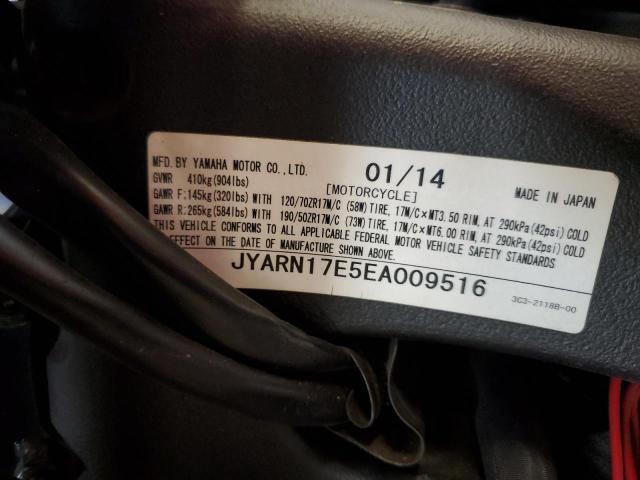 MFD. BY YAMAHA MOTOR CO.,LTD. 01/14
GVWR 410kg(904lbs) [MOTORCYCLE] MADE IN JAPAN
GAWR F:145kg(320lbs) WITH 120/70ZR17M/C (58W)TIRE, 17M/C×MT3.50 RIM, AT 290kPa(42psi)COLD
GAWR R:265kg(584lbs) WITH 190/50ZR17M/C (73W)TIRE, 17M/C×MT6.00 RIM, AT 290kPa(42psi)COLD
THIS VEHICLE CONFORMS TO ALL APPLICABLE FEDERAL MOTOR VEHICLE SAFETY STANDARDS
EFFECT ON THE DATE OF MANUFACTURE SHOWN ABOVE.
JYARN17E5EA009516
3C3-2118B-00